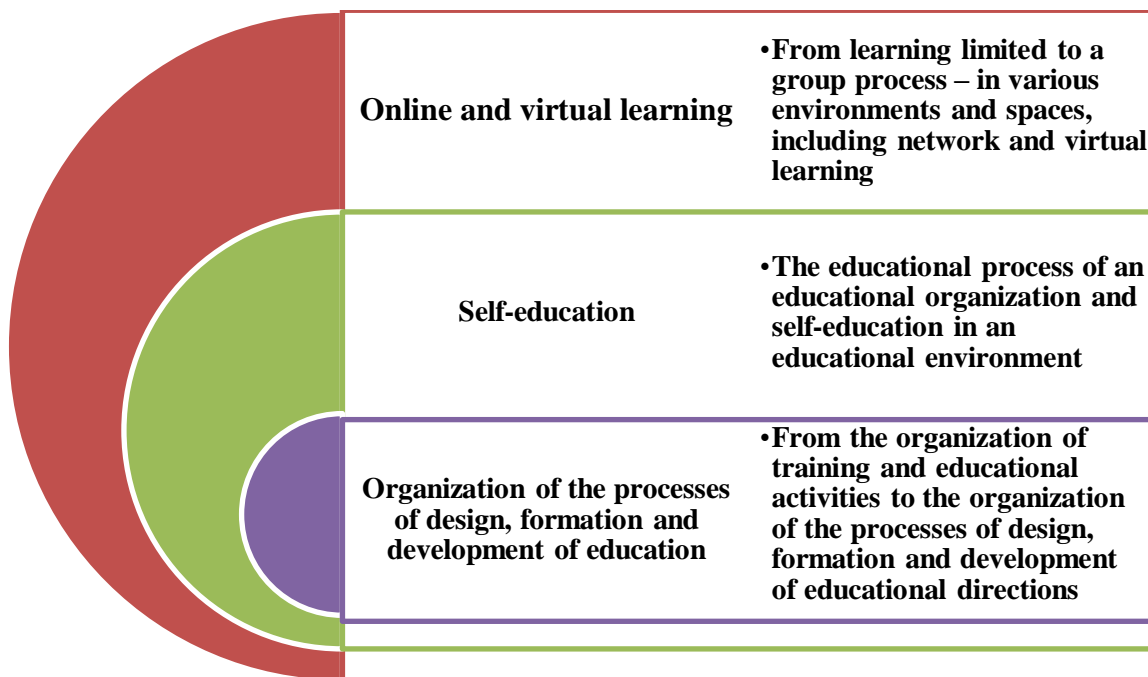 Online and virtual learning
•From learning limited to a
group process – in various
environments and spaces,
including network and virtual
learning
Self-education
•The educational process of an
educational organization and
self-education in an
educational environment
Organization of the processes
of design, formation and
development of education
•From the organization of
training and educational
activities to the organization
of the processes of design,
formation and development
of educational directions